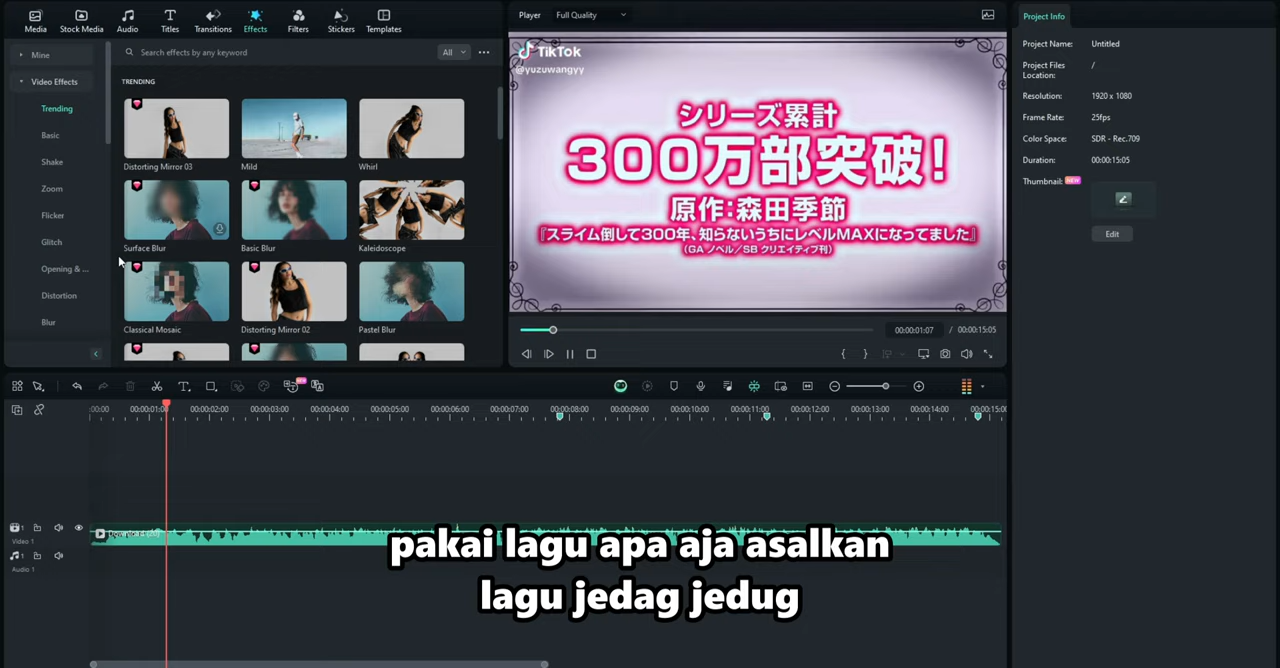 Media Stock Media Audio Titles Transitions Effects Filters Stickers Templates
Mine
Video Effects
Trending
Basic
Shake
Zoom
Flicker
Glitch
Opening & ...
Distortion
Blur
Search effects by any keyword
All
TRENDING
Distorting Mirror 03 Mild Whirl
Surface Blur Basic Blur Kaleidoscope
Classical Mosaic Distorting Mirror 02 Pastel Blur
Player Full Quality
TikTok
@yuzuwangyy
シリーズ累計
300万部突破!
原作:森田季節
『スライム倒して300年、知らないうちにレベルMAXになってました』
(GAノベル/SB クリエイティブ刊)
00:00:01:07 / 00:00:15:05
Project Info
Project Name: Untitled
Project Files Location: /
Resolution: 1920 x 1080
Frame Rate: 25fps
Color Space: SDR - Rec.709
Duration: 00:00:15:05
Thumbnail: NEW
Edit
:00:00 00:00:01:00 00:00:02:00 00:00:03:00 00:00:04:00 00:00:05:00 00:00:06:00 00:00:07:00 00:00:08:00 00:00:09:00 00:00:10:00 00:00:11:00 00:00:12:00 00:00:13:00 00:00:14:00 00:00:15:00
Video 1
Audio 1
pakai lagu apa aja asalkan
lagu jedag jedug